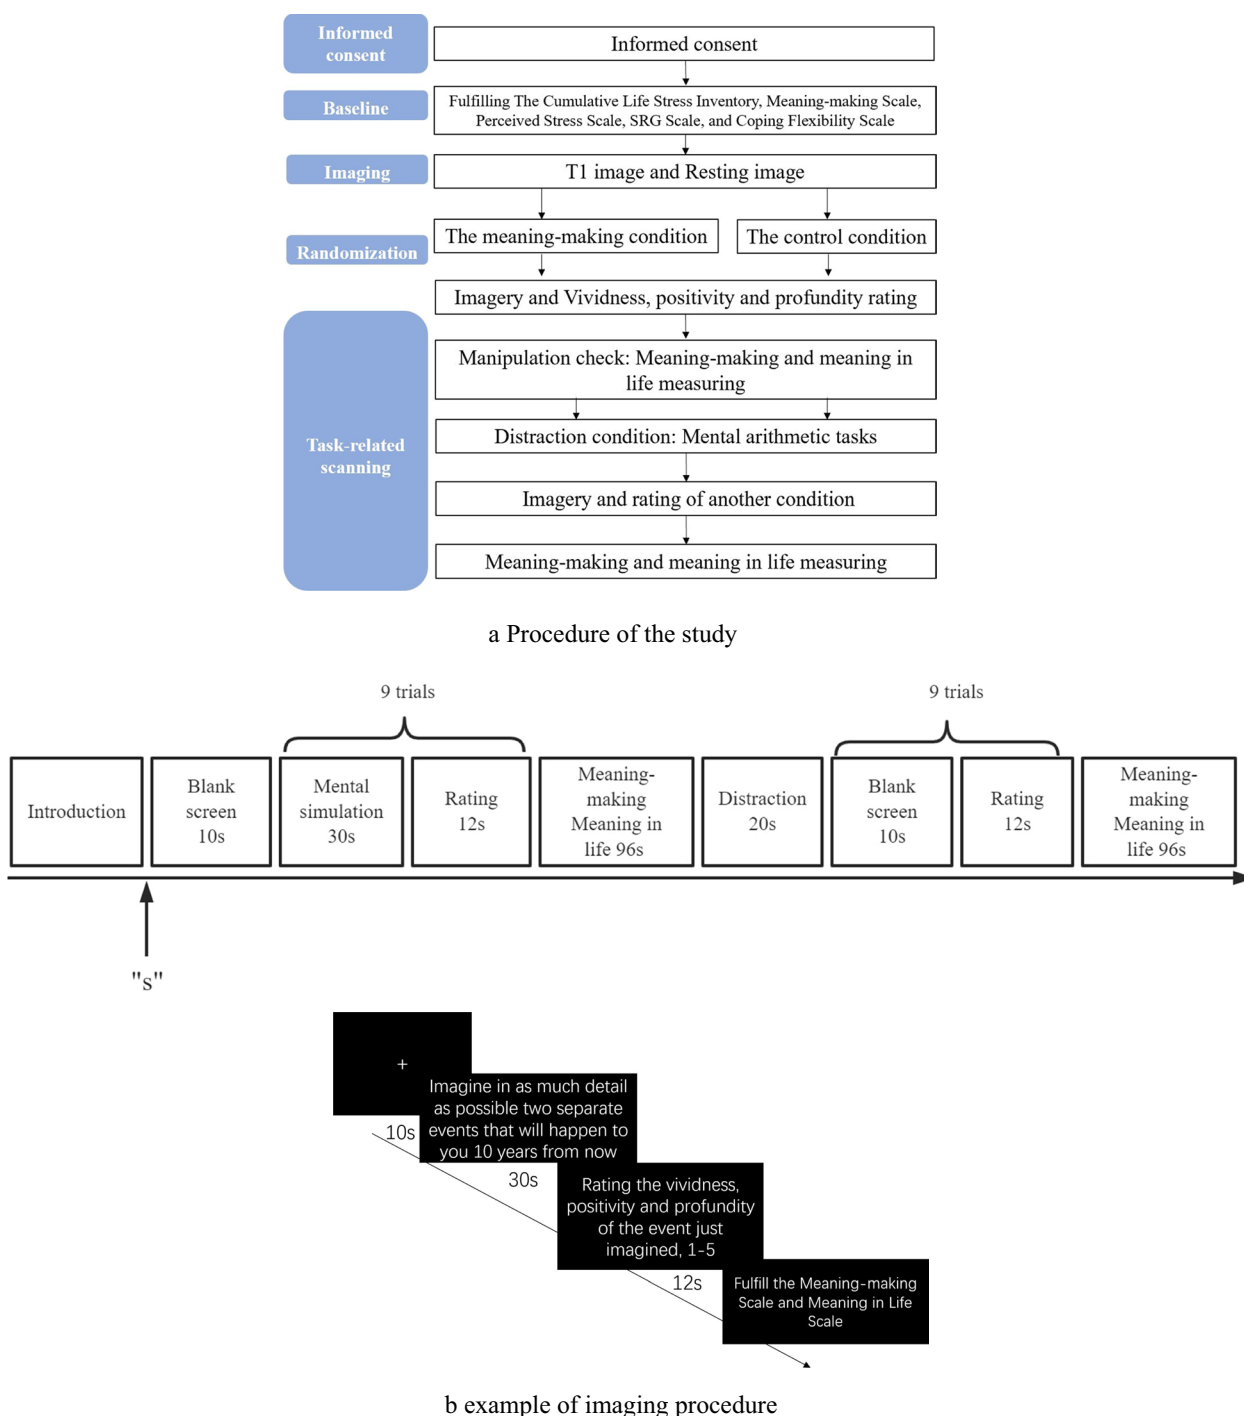 Informed
consent
Informed consent
Baseline
Fulfilling The Cumulative Life Stress Inventory, Meaning-making Scale,
Perceived Stress Scale, SRG Scale, and Coping Flexibility Scale
Imaging
T1 image and Resting image
Randomization
The meaning-making condition
The control condition
Imagery and Vividness, positivity and profundity rating
Task-related
scanning
Manipulation check: Meaning-making and meaning in
life measuring
Distraction condition: Mental arithmetic tasks
Imagery and rating of another condition
Meaning-making and meaning in life measuring
a Procedure of the study
9 trials
9 trials
Introduction
Blank
screen
10s
Mental
simulation
30s
Rating
12s
Meaning-
making
Meaning in
life 96s
Distraction
20s
Blank
screen
10s
Rating
12s
Meaning-
making
Meaning in
life 96s
"s"
+
10s
Imagine in as much detail
as possible two separate
events that will happen to
you 10 years from now
30s
Rating the vividness,
positivity and profundity
of the event just
imagined, 1-5
12s
Fulfill the Meaning-making
Scale and Meaning in Life
Scale
b example of imaging procedure